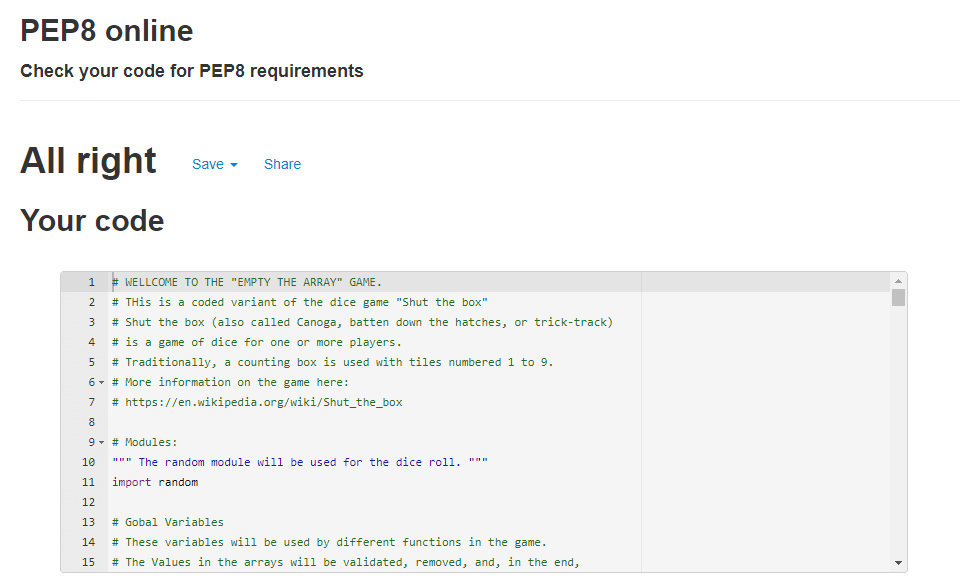 PEP8 online
Check your code for PEP8 requirements
All right Save Share
Your code
1 # WELLCOME TO THE "EMPTY THE ARRAY" GAME.
2 # THis is a coded variant of the dice game "Shut the box"
3 # Shut the box (also called Canoga, batten down the hatches, or trick-track)
4 # is a game of dice for one or more players.
5 # Traditionally, a counting box is used with tiles numbered 1 to 9.
6 # More information on the game here:
7 # https://en.wikipedia.org/wiki/Shut_the_box
8
9 # Modules:
10 """ The random module will be used for the dice roll. """
11 import random
12
13 # Gobal Variables
14 # These variables will be used by different functions in the game.
15 # The Values in the arrays will be validated, removed, and, in the end,